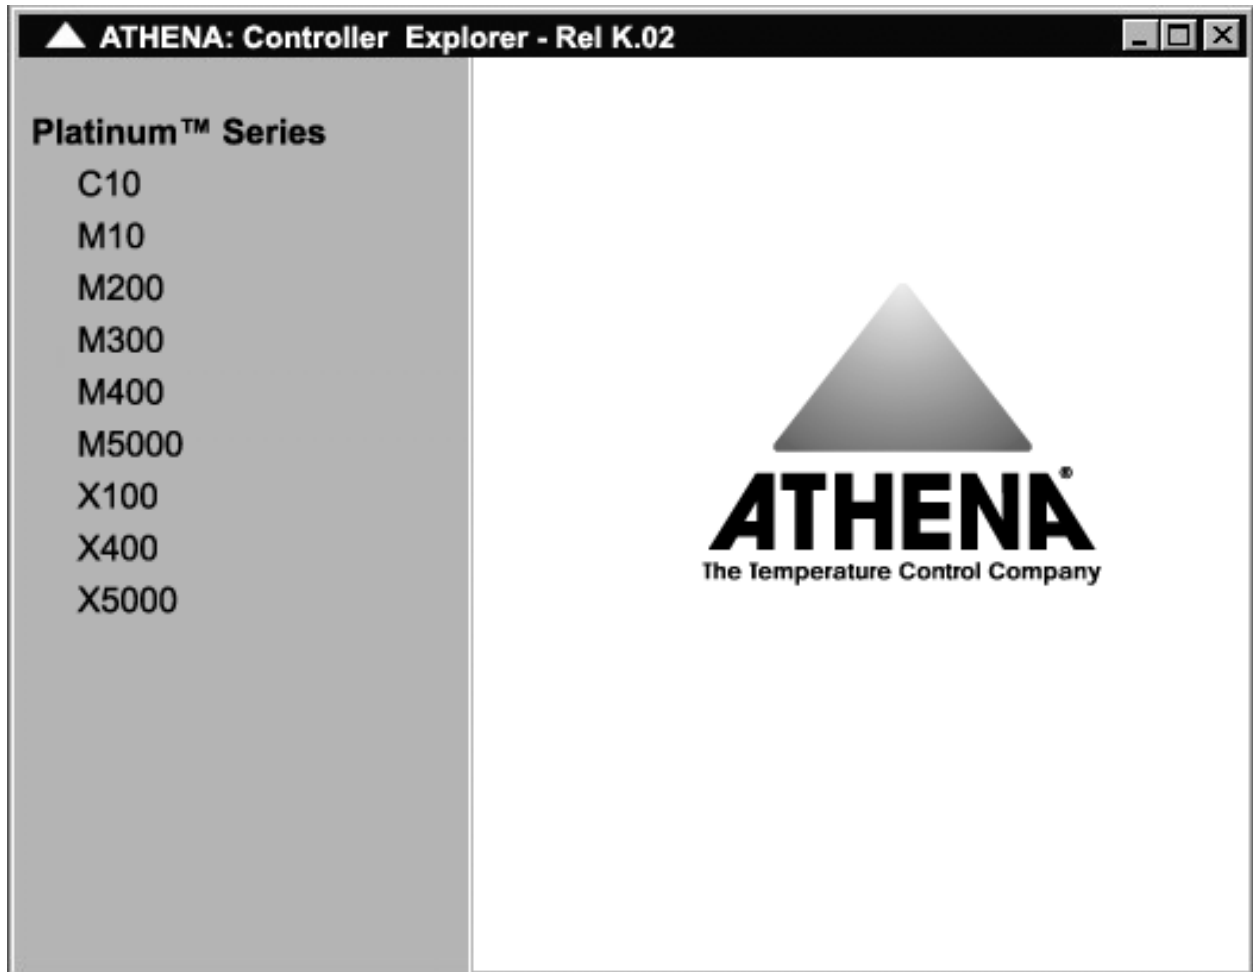 ATHENA: Controller Explorer - Rel K.02
Platinum™ Series
C10
M10
M200
M300
M400
M5000
X100
X400
X5000
ATHENA®
The Temperature Control Company